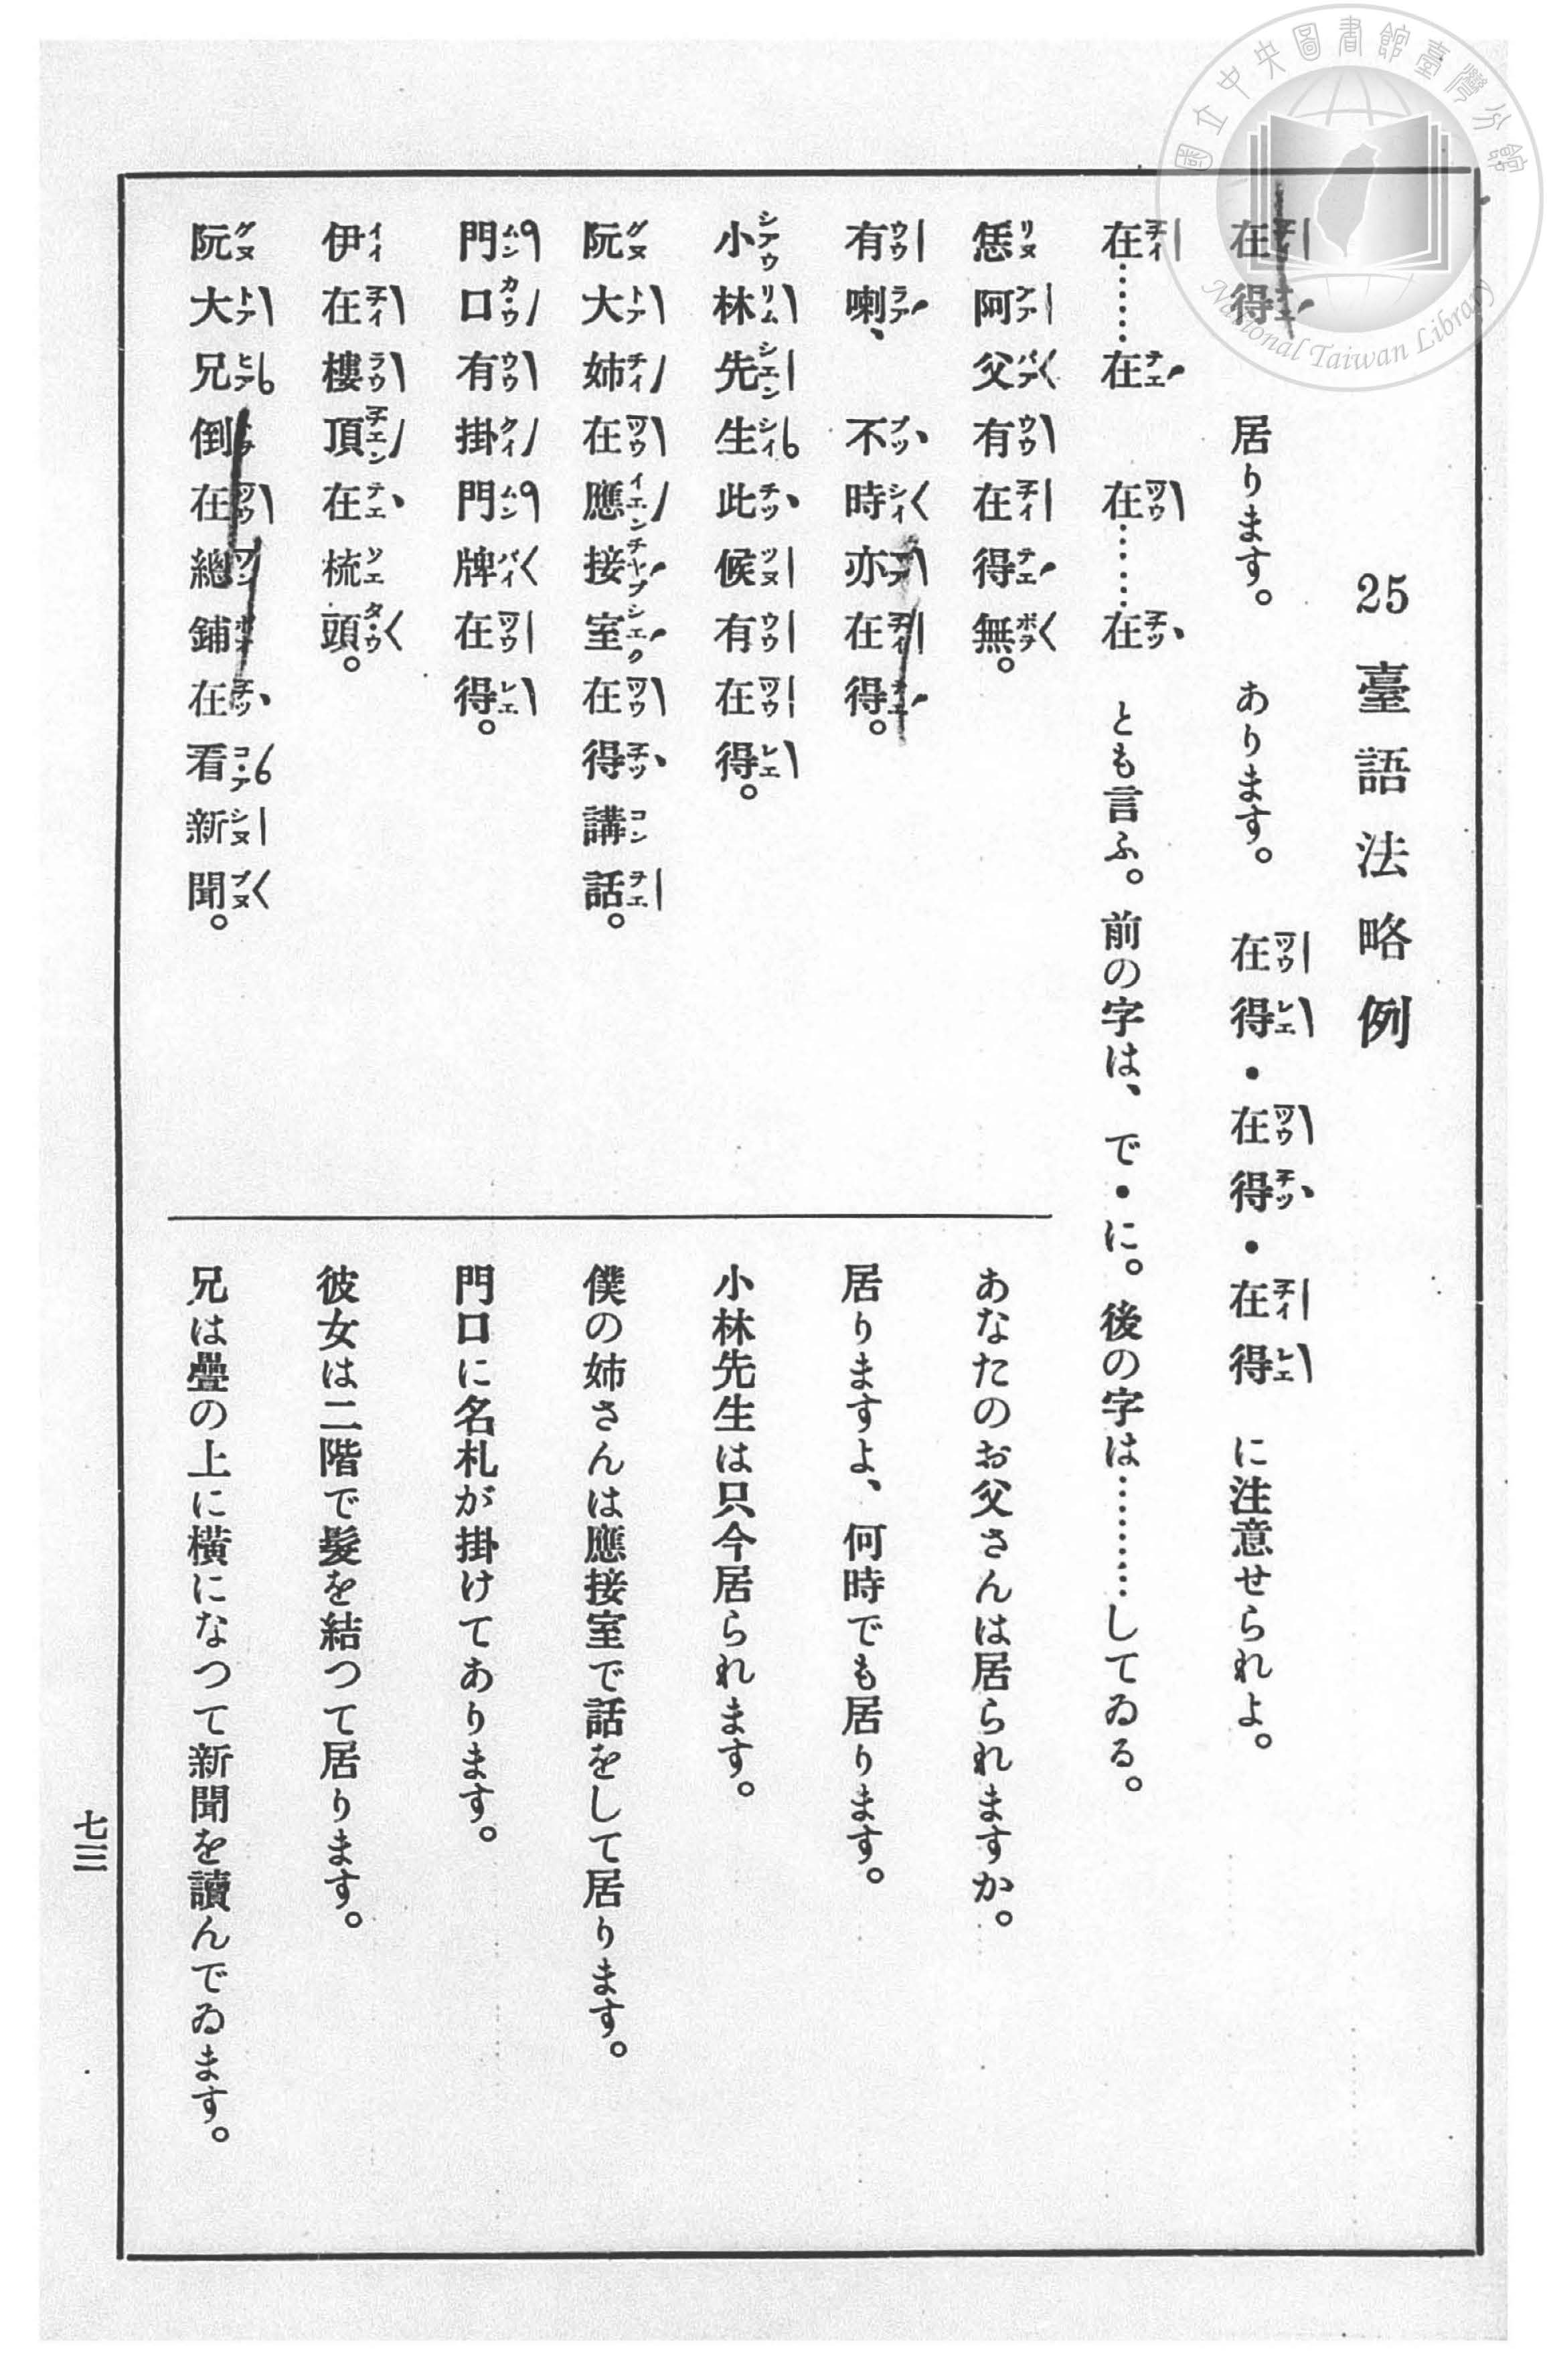 25 臺語法略例
在得 居ります。 あります。 在得・在得・在得 に注意せられよ。
在……在 在……在 とも言ふ。前の字は、で・に。後の字は………してゐる。
恁阿父有在得無。 あなたのお父さんは居られますか。
有喇、不時亦在得。 居りますよ、何時でも居ります。
小林先生此候有在得。 小林先生は只今居られます。
阮大姉在應接室在得講話。 僕の姉さんは應接室で話をして居ります。
門口有掛門牌在得。 門口に名札が掛けてあります。
伊在樓頂在梳頭。 彼女は二階で髮を結つて居ります。
阮大兄倒在總鋪在看新聞。 兄は疊の上に橫になつて新聞を讀んでゐます。
七三
國立中央圖書館臺灣分館
National Taiwan Library